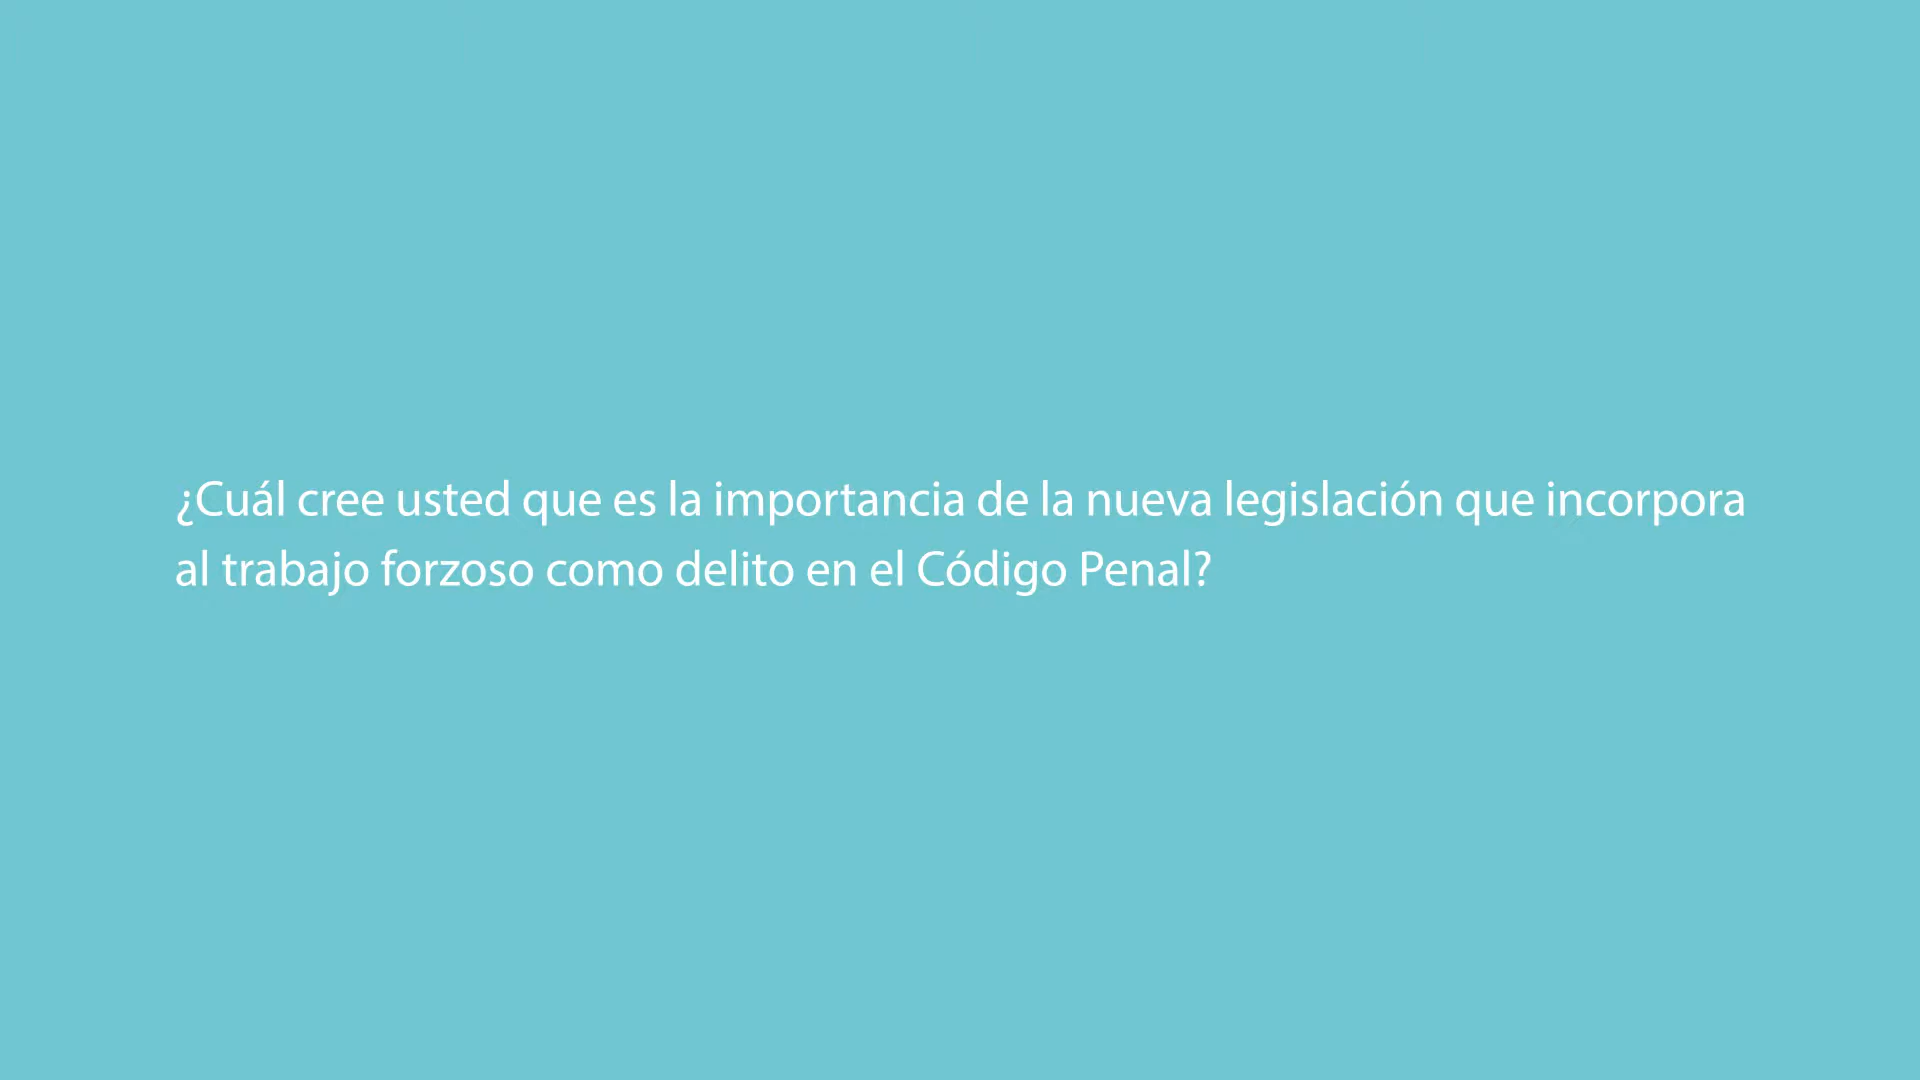 ¿Cuál cree usted que es la importancia de la nueva legislación que incorpora
al trabajo forzoso como delito en el Código Penal?